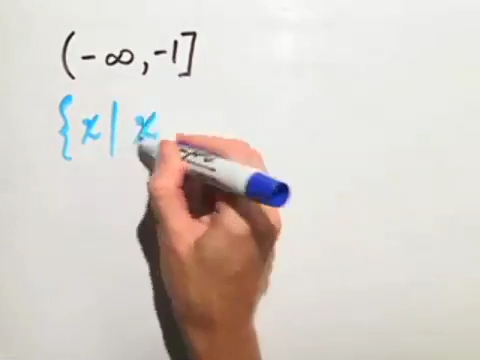 (-∞, -1]
{x | x